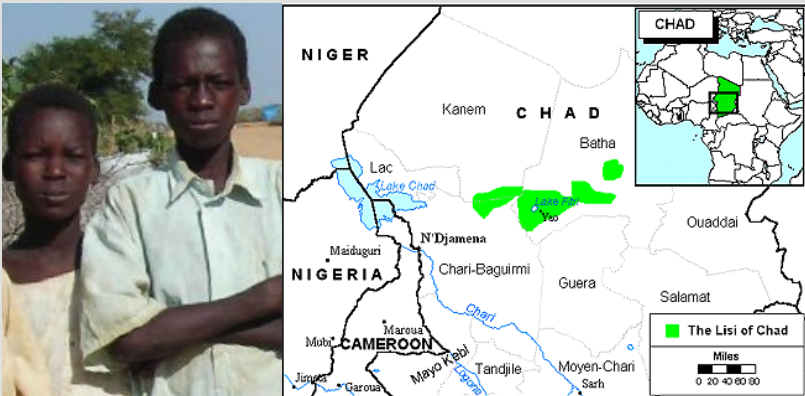 CHAD
NIGER
Kanem
CHAD
Batha
Lac
Lake Chad
Lake Fitri
Yao
Ouaddai
N'Djamena
Maiduguri
Chari-Baguirmi
NIGERIA
Guera
Salamat
Chari
Maroua
Mubi
CAMEROON
Mayo Kebi
Tandjile
Moyen-Chari
Logona
Jimeta
Garoua
Sarh
The Lisi of Chad
Miles
0 20 40 60 80